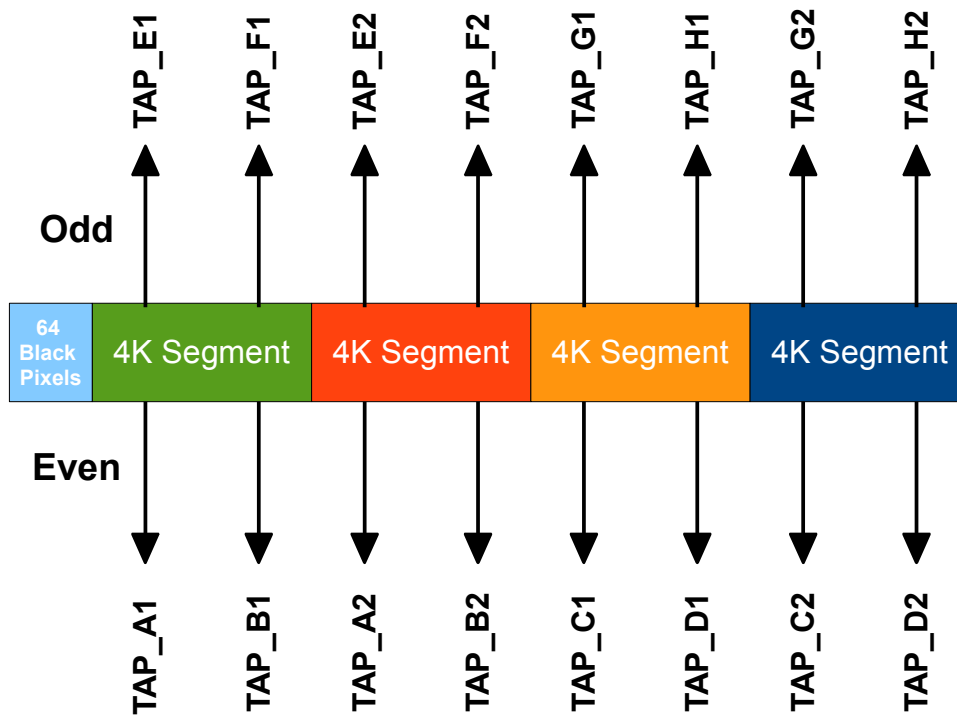 TAP_E1
TAP_F1
TAP_E2
TAP_F2
TAP_G1
TAP_H1
TAP_G2
TAP_H2
Odd
64
Black
Pixels
4K Segment
4K Segment
4K Segment
4K Segment
Even
TAP_A1
TAP_B1
TAP_A2
TAP_B2
TAP_C1
TAP_D1
TAP_C2
TAP_D2